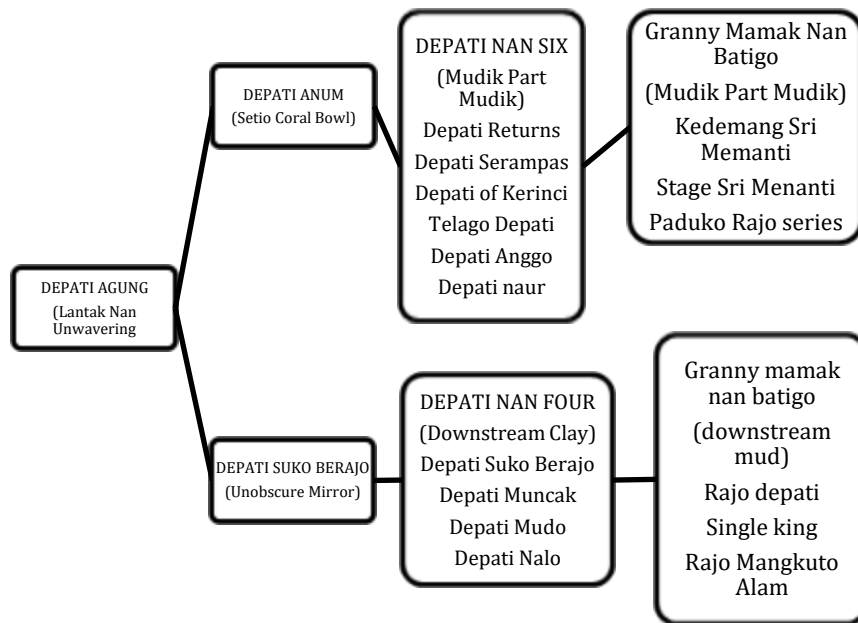 DEPATI AGUNG
(Lantak Nan
Unwavering
DEPATI ANUM
(Setio Coral Bowl)
DEPATI NAN SIX
(Mudik Part
Mudik)
Depati Returns
Depati Serampas
Depati of Kerinci
Telago Depati
Depati Anggo
Depati naur
Granny Mamak Nan
Batigo
(Mudik Part Mudik)
Kedemang Sri
Memanti
Stage Sri Menanti
Paduko Rajo series
DEPATI SUKO BERAJO
(Unobscure Mirror)
DEPATI NAN FOUR
(Downstream Clay)
Depati Suko Berajo
Depati Muncak
Depati Mudo
Depati Nalo
Granny mamak
nan batigo
(downstream
mud)
Rajo depati
Single king
Rajo Mangkuto
Alam